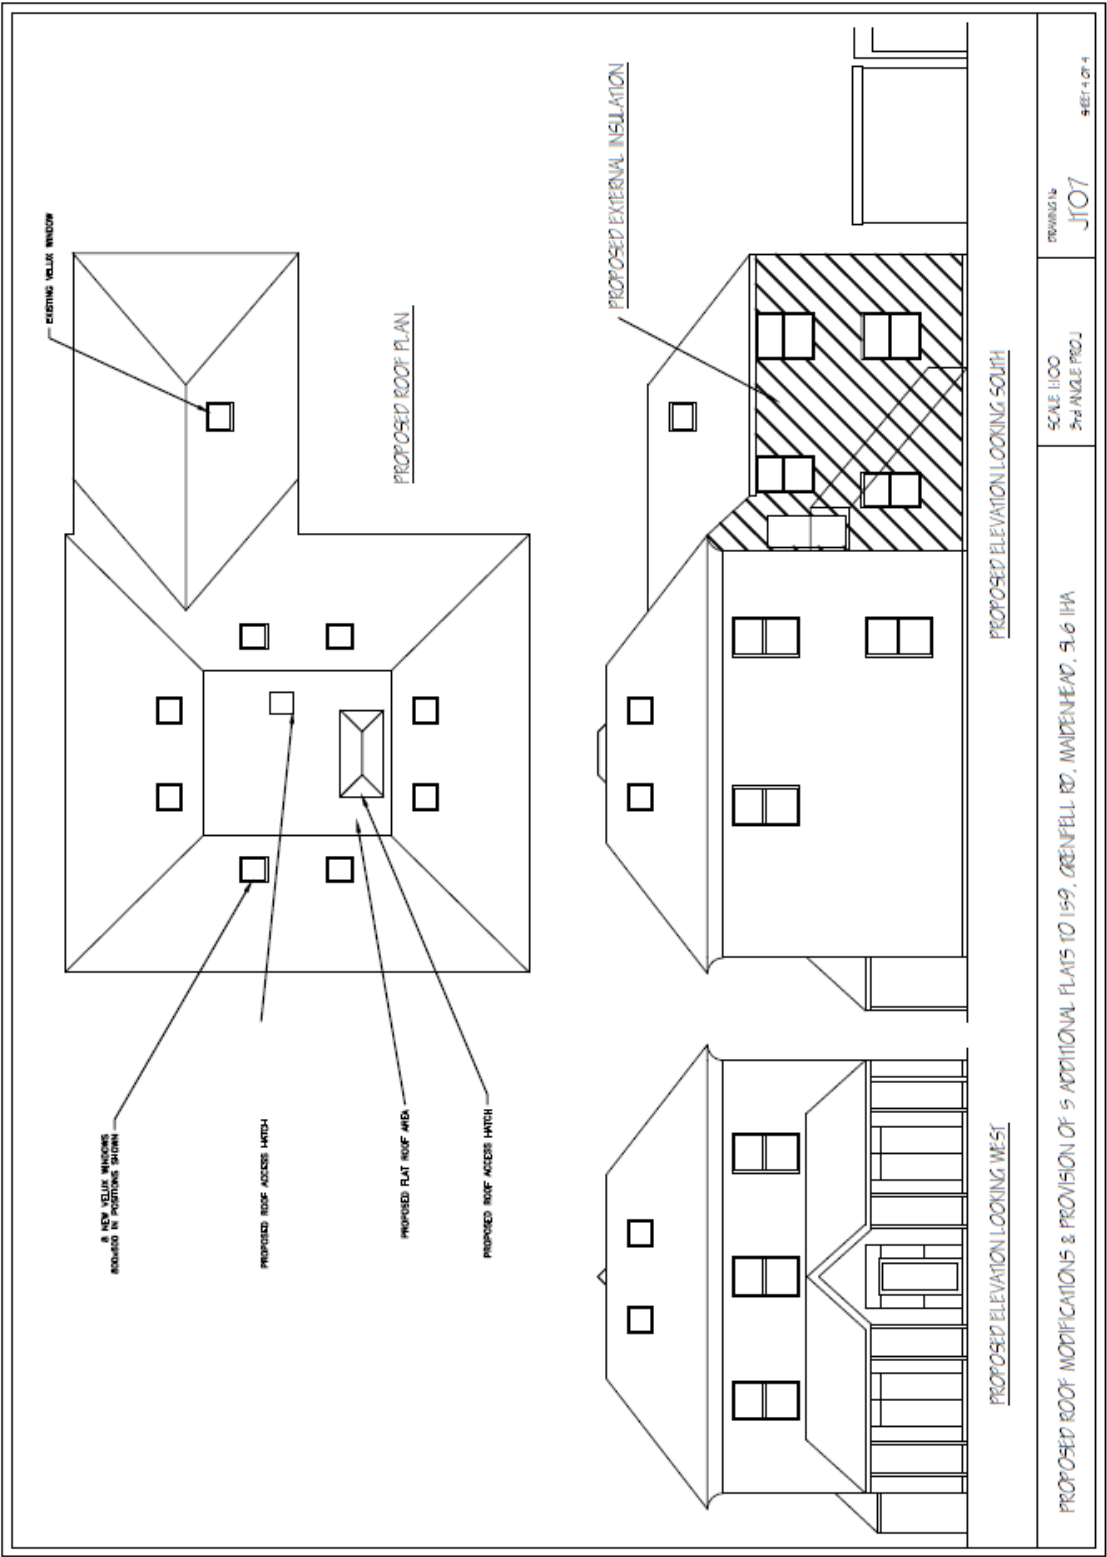 8 NEW VELUX WINDOWS
800x600 IN POSITIONS SHOWN
PROPOSED ROOF ACCESS HATCH
PROPOSED FLAT ROOF AREA
PROPOSED ROOF ACCESS HATCH
EXISTING VELUX WINDOW
PROPOSED ROOF PLAN
PROPOSED EXTERNAL INSULATION
PROPOSED ELEVATION LOOKING WEST
PROPOSED ELEVATION LOOKING SOUTH
PROPOSED ROOF MODIFICATIONS & PROVISION OF 5 ADDITIONAL FLATS TO 159, GRENFELL RD, MAIDENHEAD, SL6 1HA
SCALE 1:100
3rd ANGLE PROJ
DRAWING No
JT07
SHEET 4 OF 4